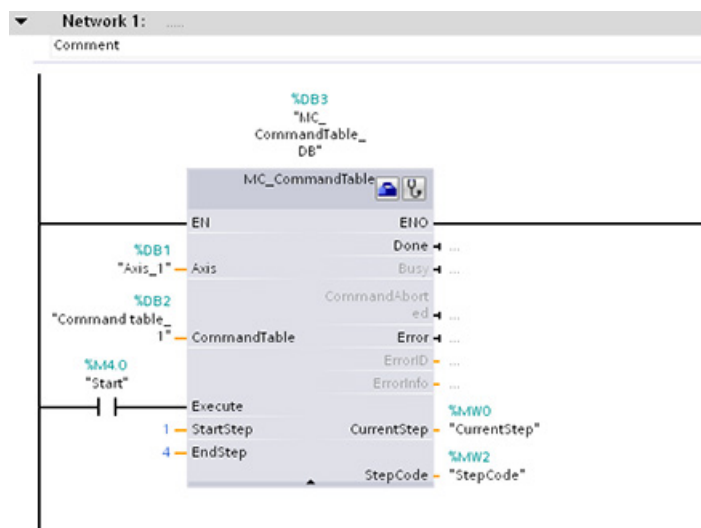 Network 1: .....
Comment
%DB3
"MC_
CommandTable_
DB"
MC_CommandTable
EN ENO
Done ...
%DB1
"Axis_1" Axis Busy ...
%DB2 CommandAbort
"Command table_ ed ...
1" CommandTable Error ...
%M4.0 ErrorID ...
"Start" ErrorInfo ...
Execute %MW0
1 StartStep CurrentStep "CurrentStep"
4 EndStep %MW2
StepCode "StepCode"